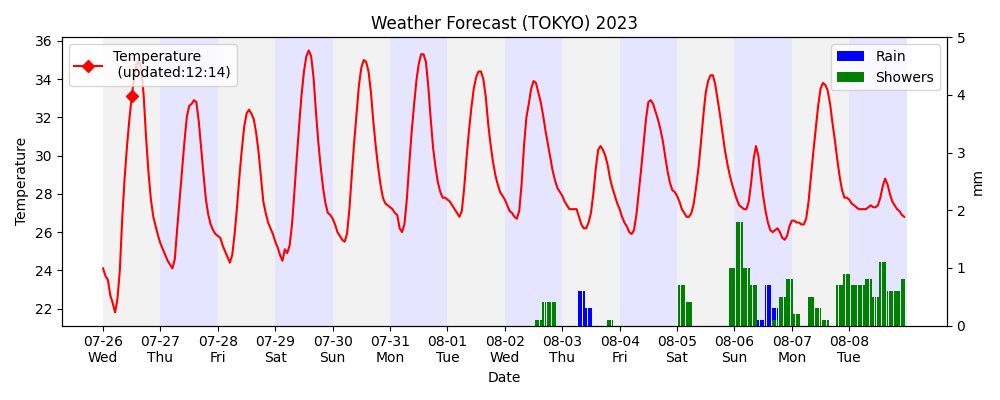 Weather Forecast (TOKYO) 2023
Temperature
(updated:12:14)
Rain
Showers
36
34
32
30
28
26
24
22
Temperature
5
4
3
2
1
0
mm
07-26 07-27 07-28 07-29 07-30 07-31 08-01 08-02 08-03 08-04 08-05 08-06 08-07 08-08
Wed Thu Fri Sat Sun Mon Tue Wed Thu Fri Sat Sun Mon Tue
Date